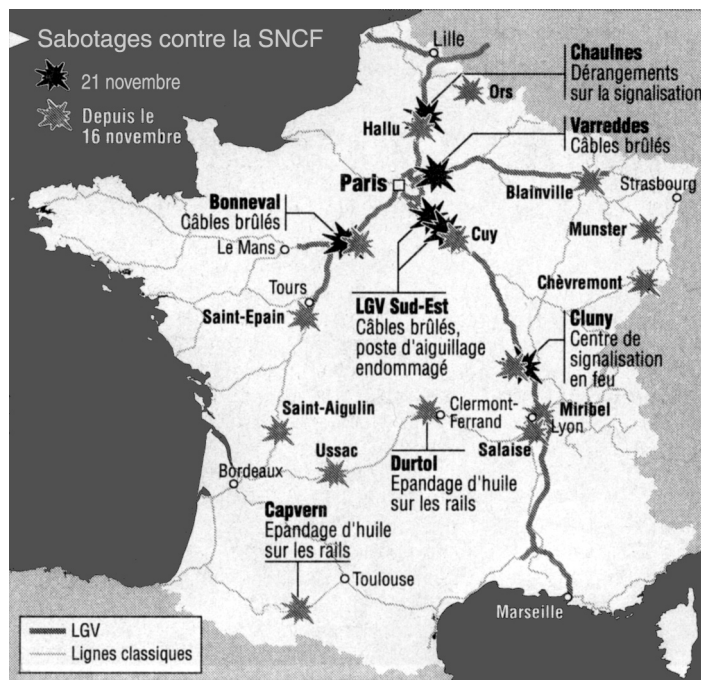 Sabotages contre la SNCF
21 novembre
Depuis le
16 novembre
Lille
Chaulnes
Dérangements
sur la signalisation
Ors
Hallu
Varreddes
Câbles brûlés
Paris
Blainville
Strasbourg
Bonneval
Câbles brûlés
Le Mans
Cuy
Munster
Tours
Chèvremont
Saint-Epain
LGV Sud-Est
Câbles brûlés,
poste d'aiguillage
endommagé
Cluny
Centre de
signalisation
en feu
Saint-Aigulin
Clermont-
Ferrand
Miribel
Lyon
Ussac
Salaise
Durtol
Epandage d'huile
sur les rails
Bordeaux
Capvern
Epandage d'huile
sur les rails
Toulouse
Marseille
LGV
Lignes classiques